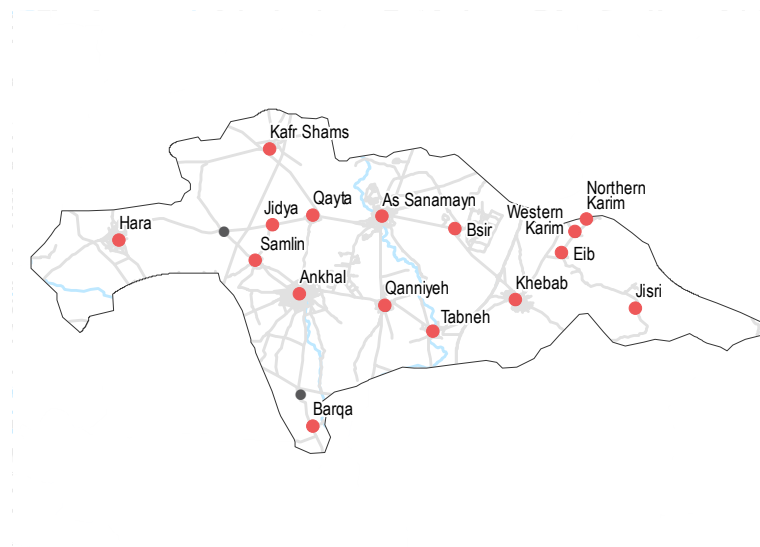 Kafr Shams
Northern
Karim
Qayta
As Sanamayn
Jidya
Western
Karim
Hara
Bsir
Samlin
Eib
Ankhal
Khebab
Qanniyeh
Jisri
Tabneh
Barqa